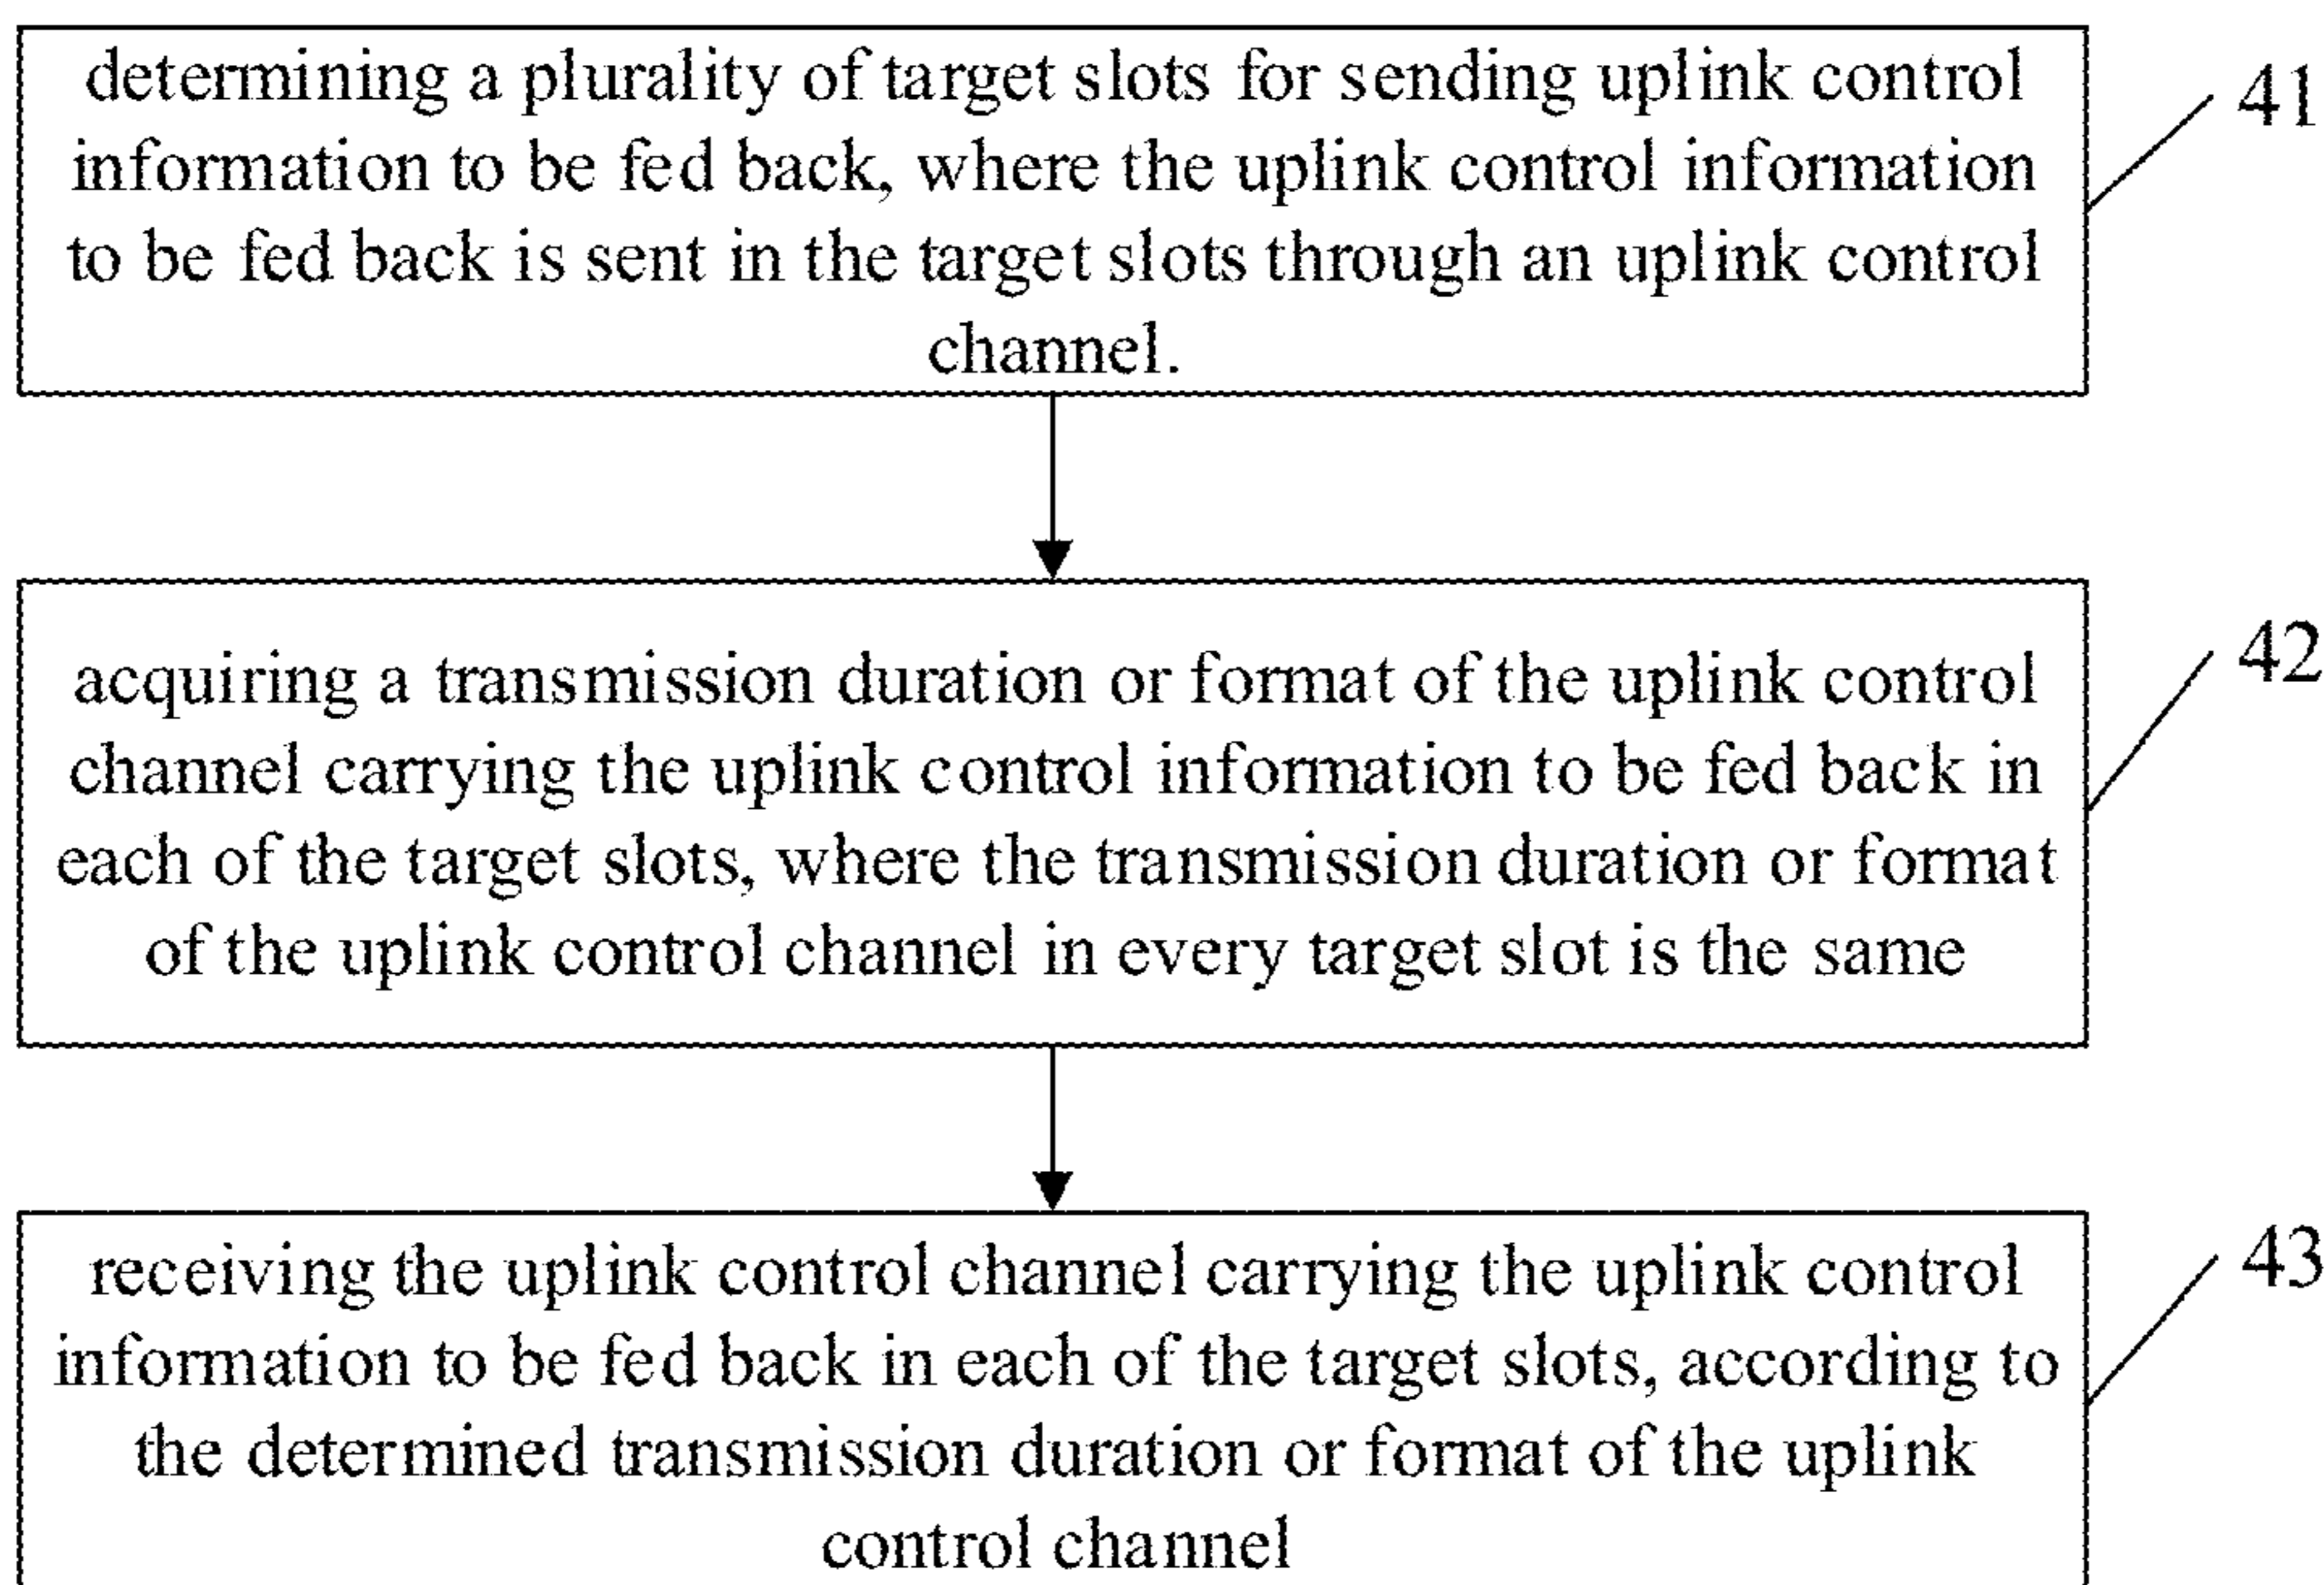 determining a plurality of target slots for sending uplink control
information to be fed back, where the uplink control information
to be fed back is sent in the target slots through an uplink control
channel.
41
acquiring a transmission duration or format of the uplink control
channel carrying the uplink control information to be fed back in
each of the target slots, where the transmission duration or format
of the uplink control channel in every target slot is the same
42
receiving the uplink control channel carrying the uplink control
information to be fed back in each of the target slots, according to
the determined transmission duration or format of the uplink
control channel
43